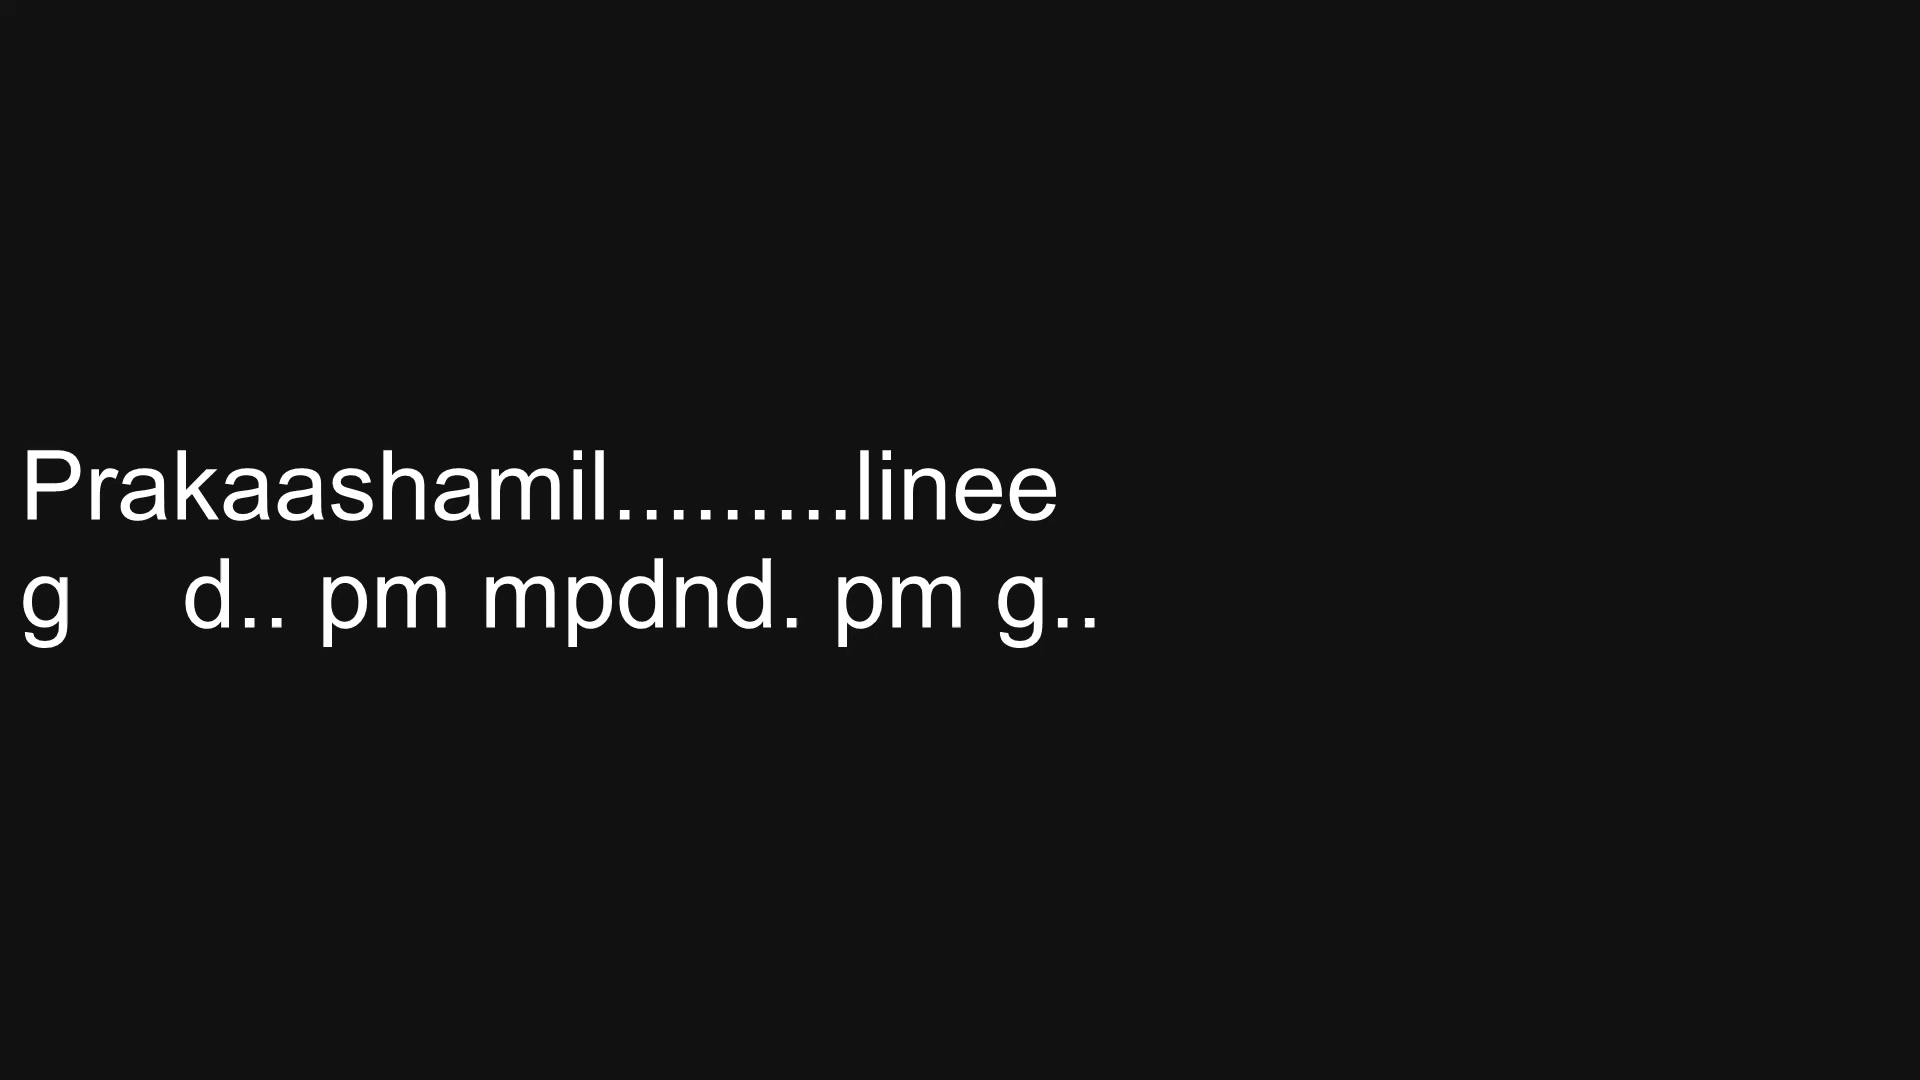 Prakaashamil.........linee
g    d.. pm mpdnd. pm g..